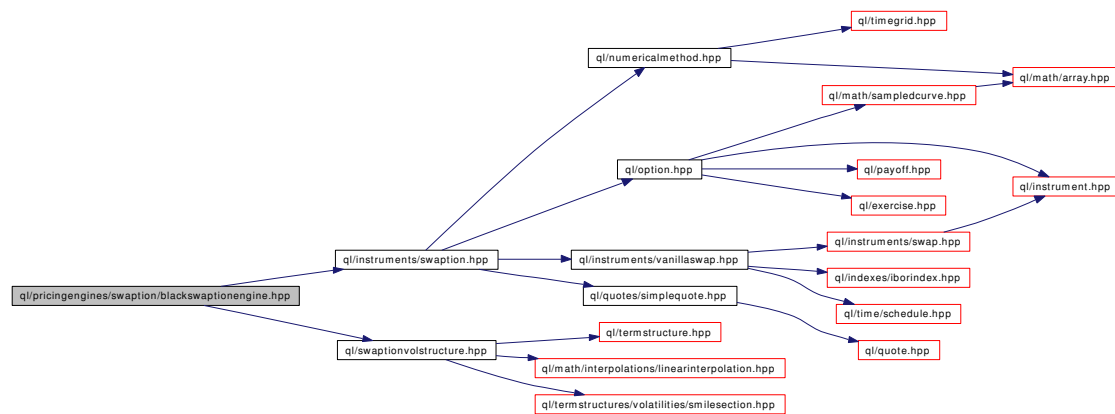 ql/timegrid.hpp
ql/numericalmethod.hpp
ql/math/array.hpp
ql/math/sampledcurve.hpp
ql/option.hpp
ql/payoff.hpp
ql/instrument.hpp
ql/exercise.hpp
ql/instruments/swap.hpp
ql/instruments/swaption.hpp
ql/instruments/vanillaswap.hpp
ql/indexes/iborindex.hpp
ql/pricingengines/swaption/blackswaptionengine.hpp
ql/quotes/simplequote.hpp
ql/time/schedule.hpp
ql/termstructure.hpp
ql/swaptionvolstructure.hpp
ql/quote.hpp
ql/math/interpolations/linearinterpolation.hpp
ql/termstructures/volatilities/smilesection.hpp